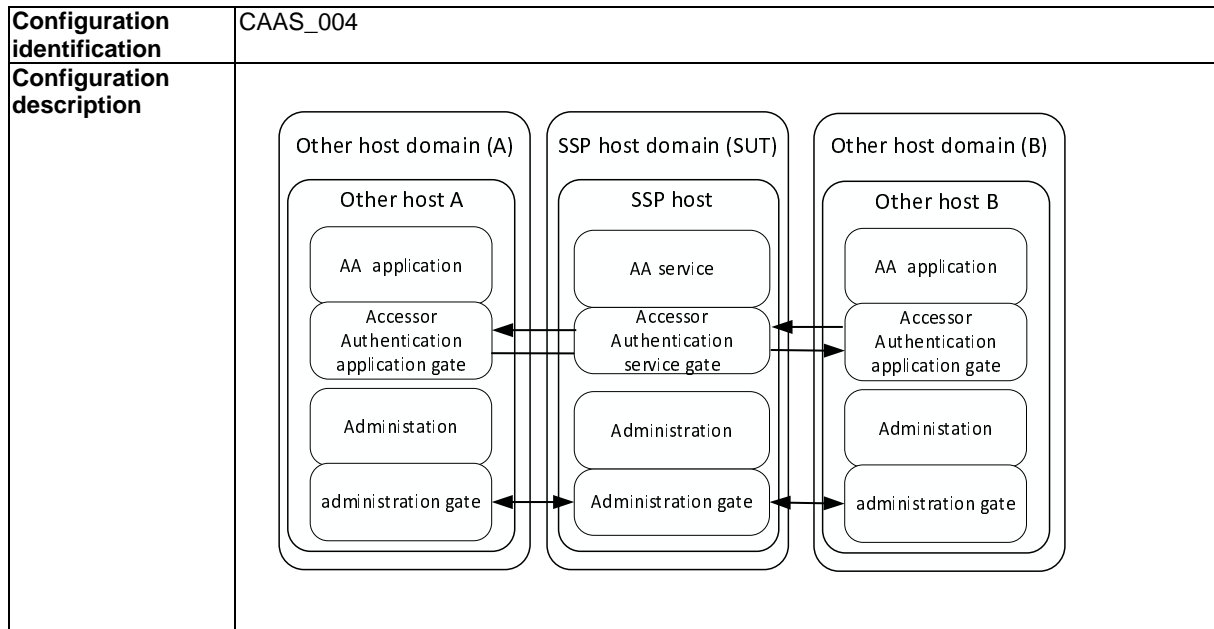 Configuration
identification
CAAS_004
Configuration
description
Other host domain (A)
Other host A
AA application
Accessor
Authentication
application gate
Administation
administration gate
SSP host domain (SUT)
SSP host
AA service
Accessor
Authentication
service gate
Administration
Administration gate
Other host domain (B)
Other host B
AA application
Accessor
Authentication
application gate
Administation
administration gate